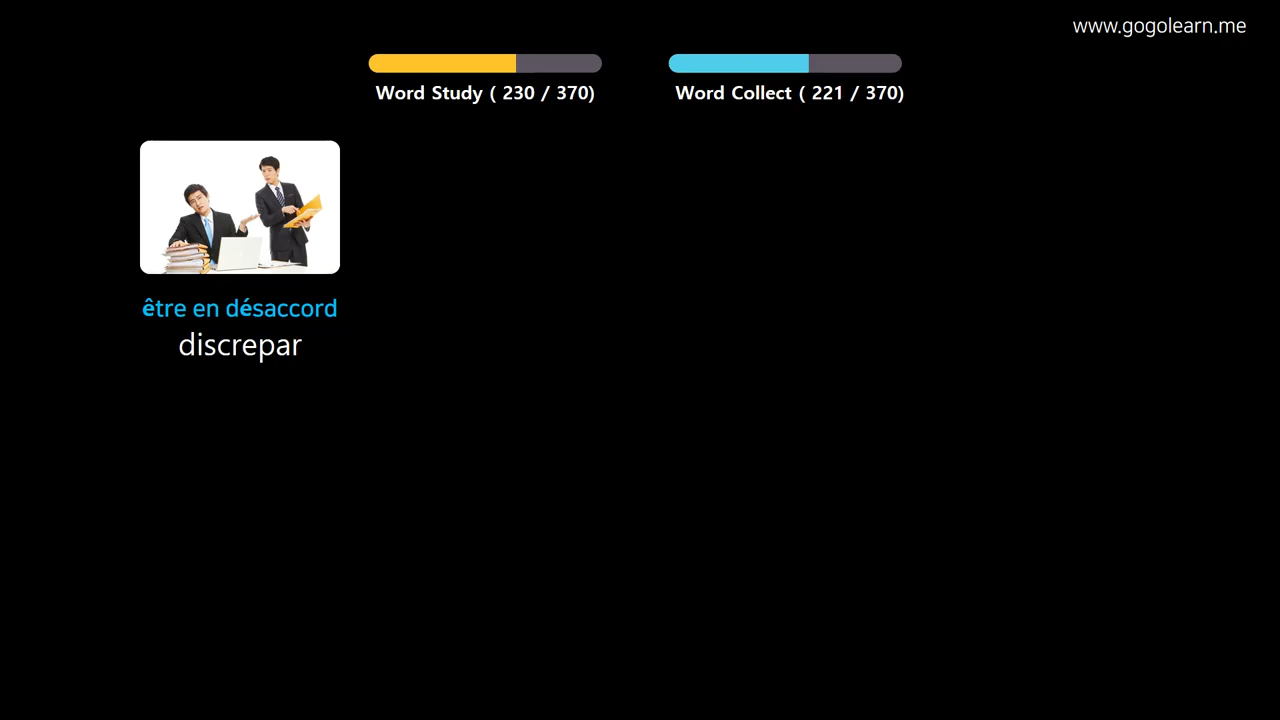 www.gogolearn.me
Word Study ( 230 / 370)
Word Collect ( 221 / 370)
être en désaccord
discrepar